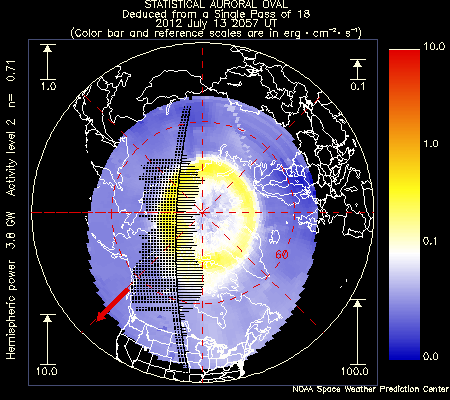 STATISTICAL AURORAL OVAL
Deduced from a Single Pass of 18
2012 July 13 2057 UT
(Color bar and reference scales are in erg · cm⁻² · s⁻¹)
Hemispheric power 3.8 GW Activity level 2 n= 0.71
1.0
0.1
10.0
100.0
60
10.0
1.0
0.1
0.0
NOAA Space Weather Prediction Center